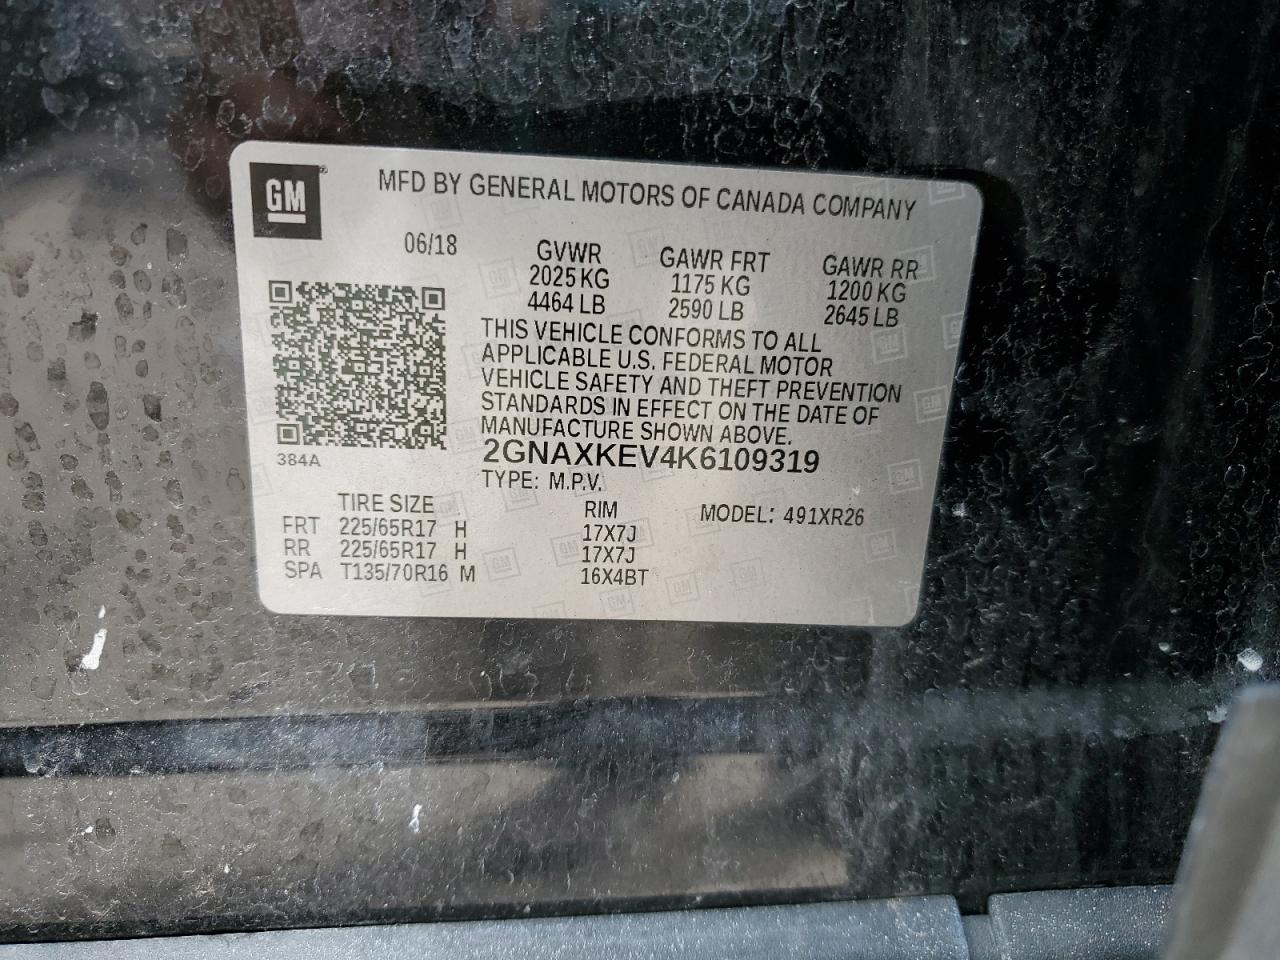 GM
MFD BY GENERAL MOTORS OF CANADA COMPANY
06/18
GVWR GAWR FRT GAWR RR
2025 KG 1175 KG 1200 KG
4464 LB 2590 LB 2645 LB
THIS VEHICLE CONFORMS TO ALL
APPLICABLE U.S. FEDERAL MOTOR
VEHICLE SAFETY AND THEFT PREVENTION
STANDARDS IN EFFECT ON THE DATE OF
MANUFACTURE SHOWN ABOVE.
384A
2GNAXKEV4K6109319
TYPE: M.P.V.
TIRE SIZE RIM MODEL: 491XR26
FRT 225/65R17 H 17X7J
RR 225/65R17 H 17X7J
SPA T135/70R16 M 16X4BT